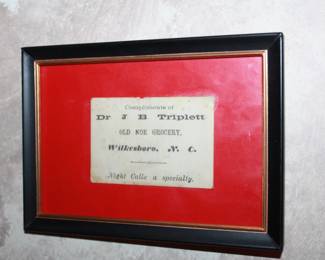 Compliments of
Dr J B Triplett
OLD NOE GROCERY,
Wilkesboro, N. C.
Night Calls a specialty.